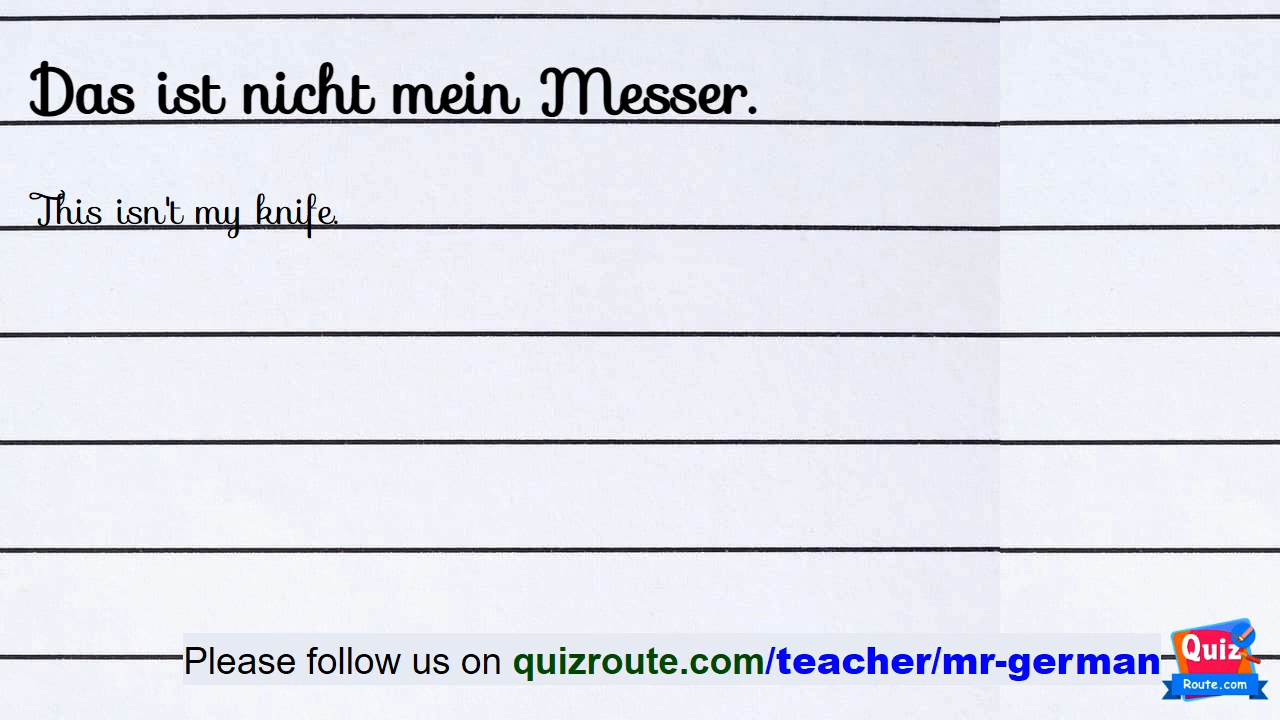 Das ist nicht mein Messer.
This isn't my knife.
Please follow us on quizroute.com/teacher/mr-german
Quiz
Route.com